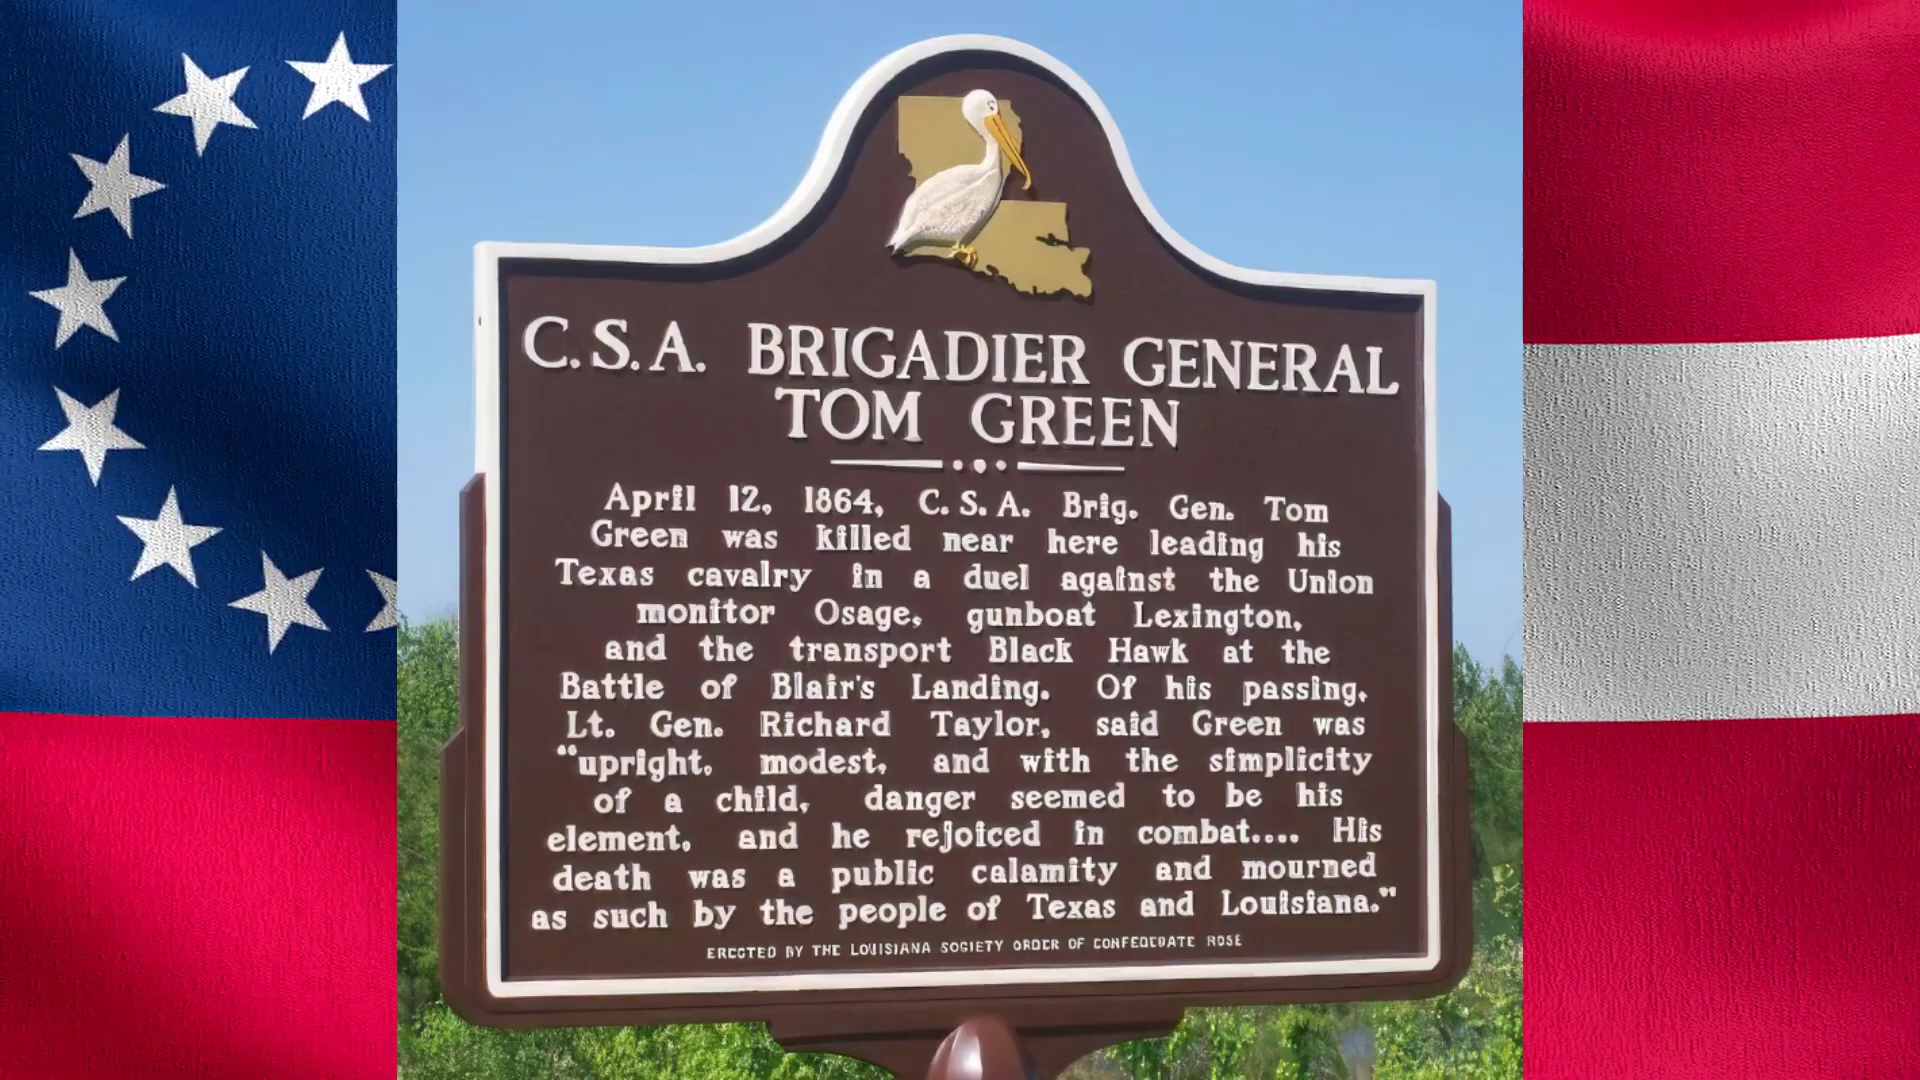 C.S.A. BRIGADIER GENERAL
TOM GREEN
April 12, 1864, C.S.A. Brig. Gen. Tom
Green was killed near here leading his
Texas cavalry in a duel against the Union
monitor Osage, gunboat Lexington,
and the transport Black Hawk at the
Battle of Blair's Landing. Of his passing,
Lt. Gen. Richard Taylor, said Green was
"upright, modest, and with the simplicity
of a child, danger seemed to be his
element, and he rejoiced in combat.... His
death was a public calamity and mourned
as such by the people of Texas and Louisiana."
ERECTED BY THE LOUISIANA SOCIETY ORDER OF CONFEDERATE ROSE